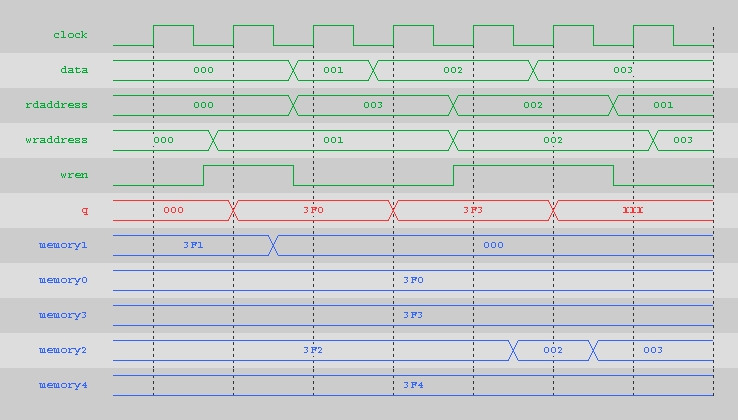 clock
data 000 001 002 003
rdaddress 000 003 002 001
wraddress 000 001 002 003
wren
q 000 3F0 3F3 XXX
memory1 3F1 000
memory0 3F0
memory3 3F3
memory2 3F2 002 003
memory4 3F4